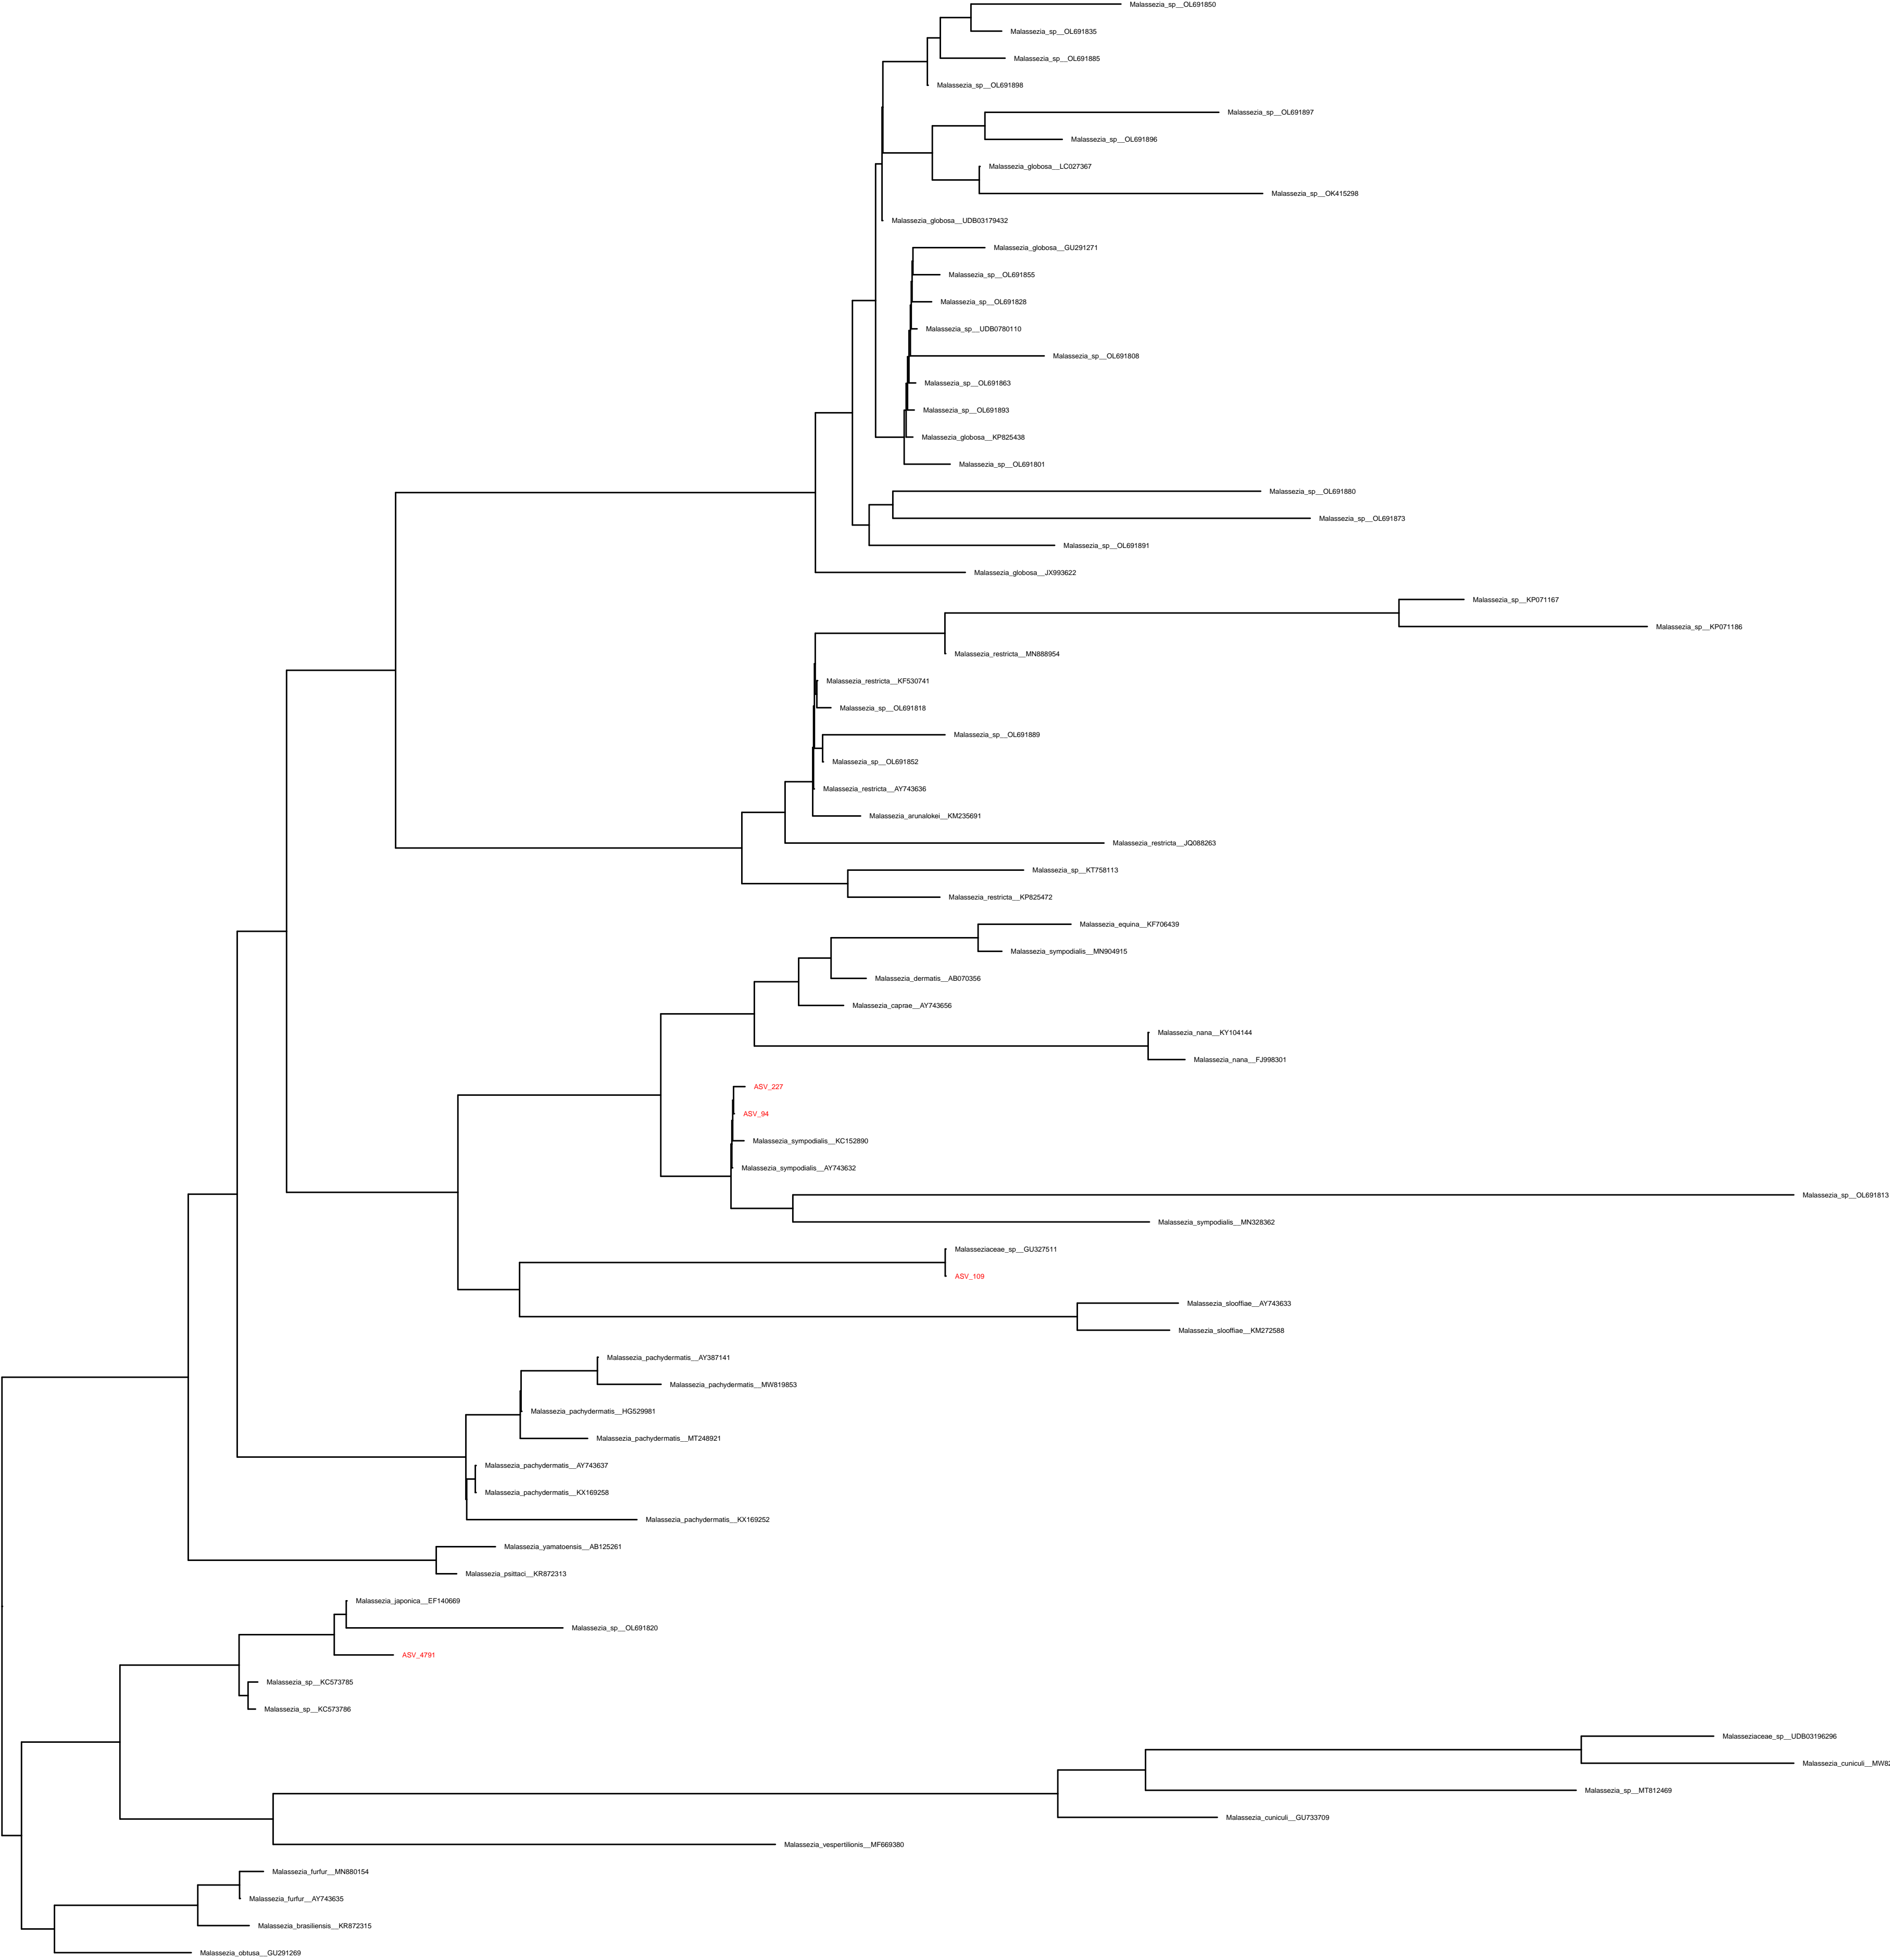 Malassezia_sp__OL691850
Malassezia_sp__OL691835
Malassezia_sp__OL691885
Malassezia_sp__OL691898
Malassezia_sp__OL691897
Malassezia_sp__OL691896
Malassezia_globosa__LC027367
Malassezia_sp__OK415298
Malassezia_globosa__UDB03179432
Malassezia_globosa__GU291271
Malassezia_sp__OL691855
Malassezia_sp__OL691828
Malassezia_sp__UDB0780110
Malassezia_sp__OL691808
Malassezia_sp__OL691863
Malassezia_sp__OL691893
Malassezia_globosa__KP825438
Malassezia_sp__OL691801
Malassezia_sp__OL691880
Malassezia_sp__OL691873
Malassezia_sp__OL691891
Malassezia_globosa__JX993622
Malassezia_sp__KP071167
Malassezia_sp__KP071186
Malassezia_restricta__MN888954
Malassezia_restricta__KF530741
Malassezia_sp__OL691818
Malassezia_sp__OL691889
Malassezia_sp__OL691852
Malassezia_restricta__AY743636
Malassezia_arunalokei__KM235691
Malassezia_restricta__JQ088263
Malassezia_sp__KT758113
Malassezia_restricta__KP825472
Malassezia_equina__KF706439
Malassezia_sympodialis__MN904915
Malassezia_dermatis__AB070356
Malassezia_caprae__AY743656
Malassezia_nana__KY104144
Malassezia_nana__FJ998301
ASV_227
ASV_94
Malassezia_sympodialis__KC152890
Malassezia_sympodialis__AY743632
Malassezia_sp__OL691813
Malassezia_sympodialis__MN328362
Malasseziaceae_sp__GU327511
ASV_109
Malassezia_slooffiae__AY743633
Malassezia_slooffiae__KM272588
Malassezia_pachydermatis__AY387141
Malassezia_pachydermatis__MW819853
Malassezia_pachydermatis__HG529981
Malassezia_pachydermatis__MT248921
Malassezia_pachydermatis__AY743637
Malassezia_pachydermatis__KX169258
Malassezia_pachydermatis__KX169252
Malassezia_yamatoensis__AB125261
Malassezia_psittaci__KR872313
Malassezia_japonica__EF140669
Malassezia_sp__OL691820
ASV_4791
Malassezia_sp__KC573785
Malassezia_sp__KC573786
Malasseziaceae_sp__UDB03196296
Malassezia_cuniculi__MW82
Malassezia_sp__MT812469
Malassezia_cuniculi__GU733709
Malassezia_vespertilionis__MF669380
Malassezia_furfur__MN880154
Malassezia_furfur__AY743635
Malassezia_brasiliensis__KR872315
Malassezia_obtusa__GU291269